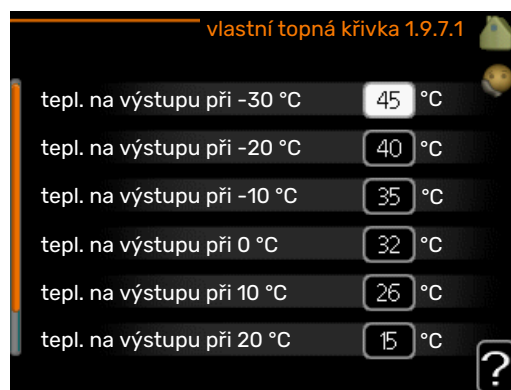 vlastní topná křivka 1.9.7.1
tepl. na výstupu při -30 °C 45 °C
tepl. na výstupu při -20 °C 40 °C
tepl. na výstupu při -10 °C 35 °C
tepl. na výstupu při 0 °C 32 °C
tepl. na výstupu při 10 °C 26 °C
tepl. na výstupu při 20 °C 15 °C
?